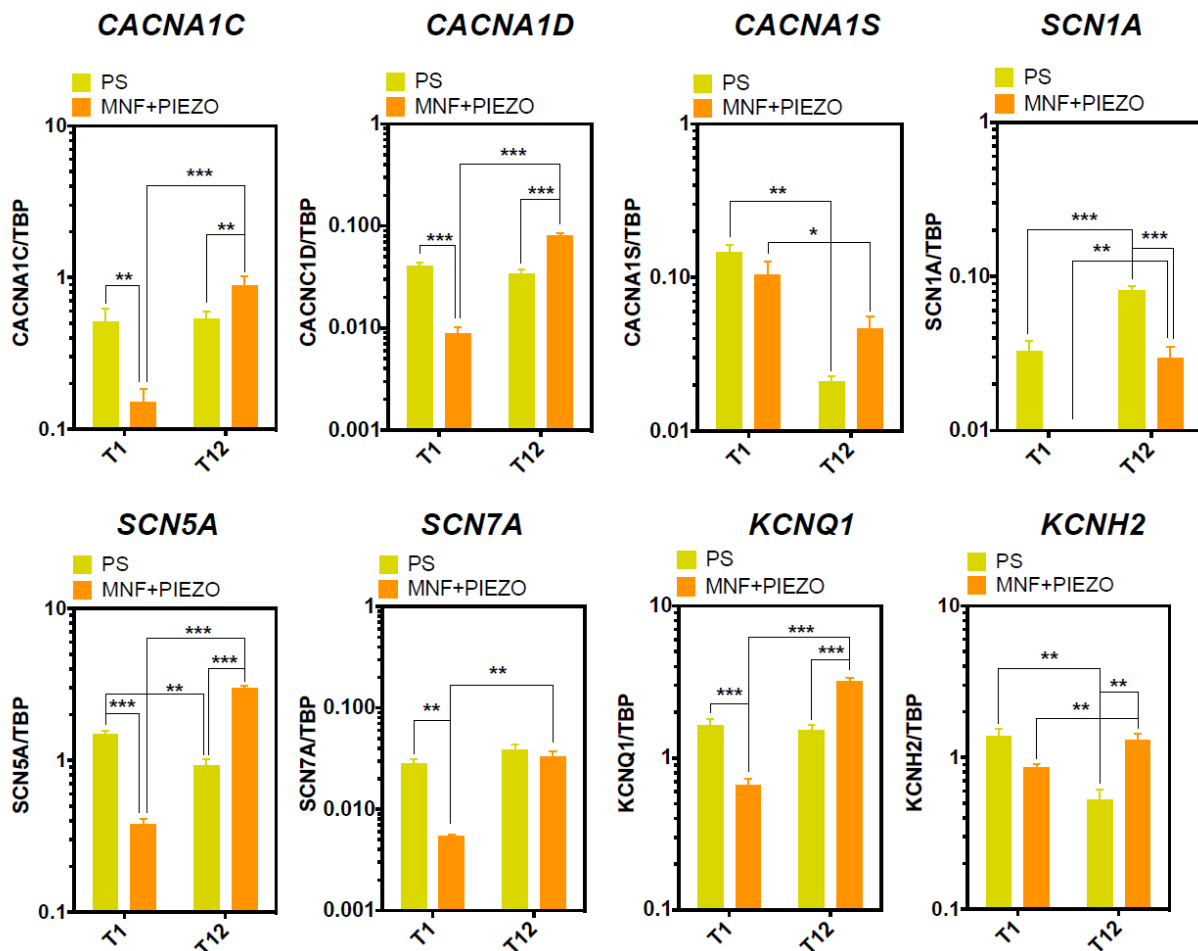 CACNA1C
PS
MNF+PIEZO
CACNA1C/TBP
10
1
0.1
**
***
**
T1
T12
CACNA1D
PS
MNF+PIEZO
CACNC1D/TBP
1
0.100
0.010
0.001
***
***
***
T1
T12
CACNA1S
PS
MNF+PIEZO
CACNA1S/TBP
1
0.10
0.01
**
*
T1
T12
SCN1A
PS
MNF+PIEZO
SCN1A/TBP
1
0.10
0.01
***
**
***
T1
T12
SCN5A
PS
MNF+PIEZO
SCN5A/TBP
10
1
0.1
***
**
***
***
T1
T12
SCN7A
PS
MNF+PIEZO
SCN7A/TBP
1
0.100
0.010
0.001
**
**
T1
T12
KCNQ1
PS
MNF+PIEZO
KCNQ1/TBP
10
1
0.1
***
***
***
T1
T12
KCNH2
PS
MNF+PIEZO
KCNH2/TBP
10
1
0.1
**
**
**
T1
T12